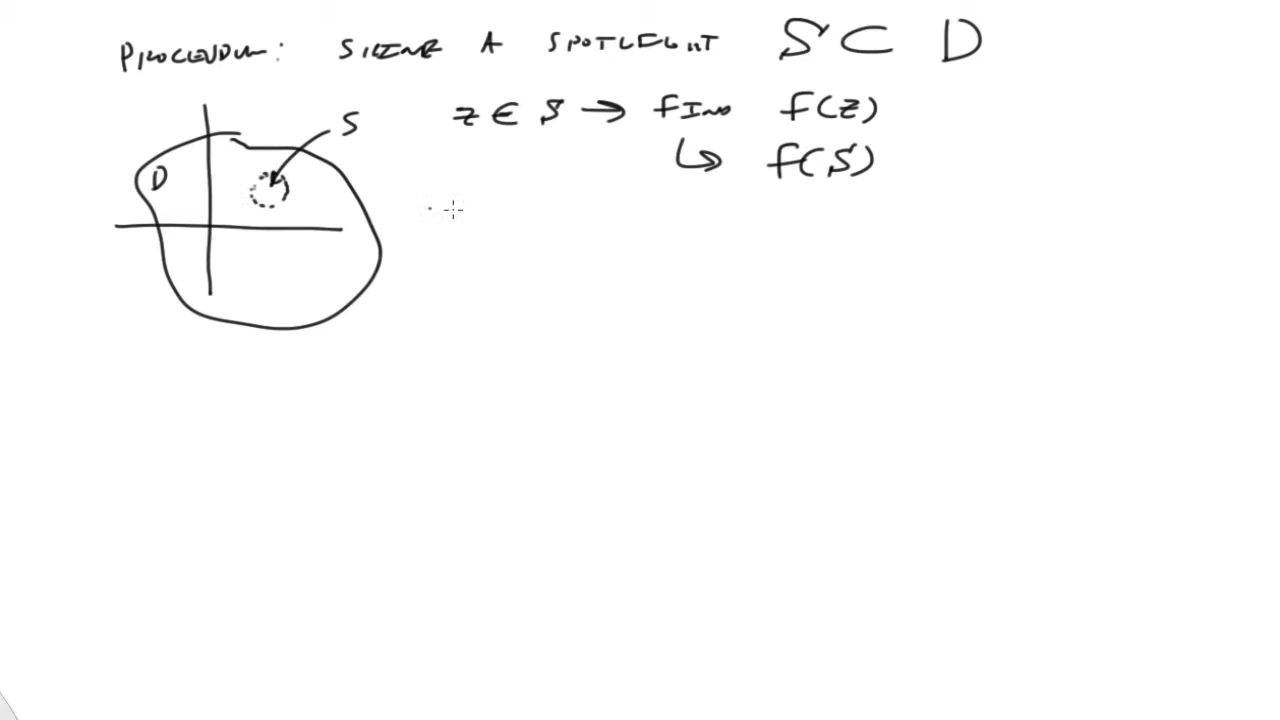 PROCEDURE: SHINE A SPOTLIGHT S ⊂ D
z ∈ S → FIND f(z)
↳ f(S)
S
D